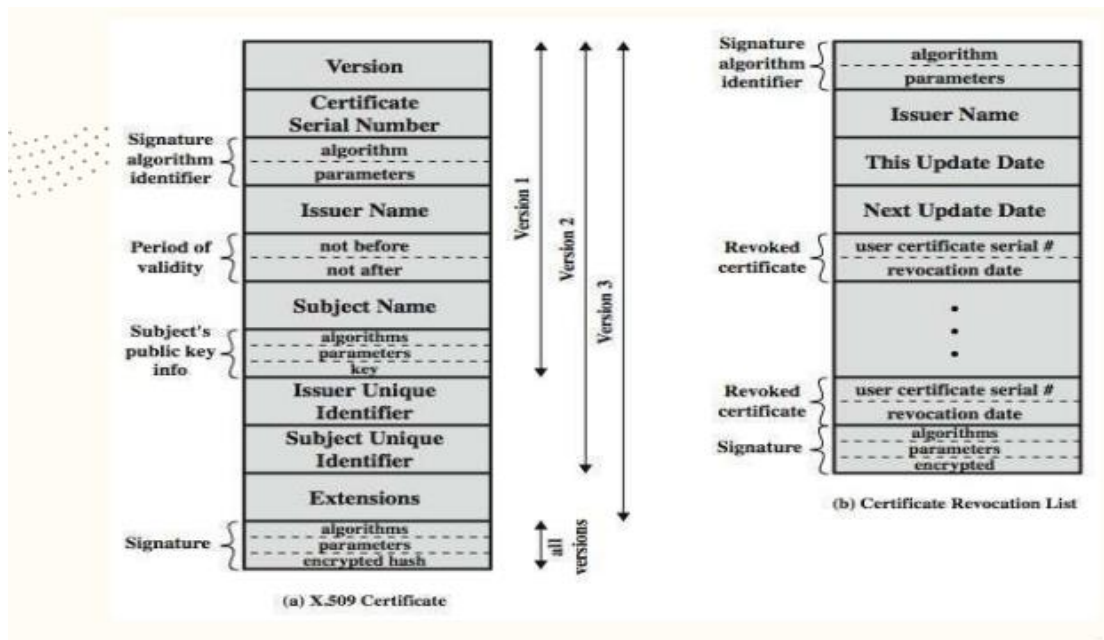 Version
Certificate
Serial Number
Signature
algorithm
identifier
algorithm
parameters
Issuer Name
Period of
validity
not before
not after
Subject Name
Subject's
public key
info
algorithms
parameters
key
Issuer Unique
Identifier
Subject Unique
Identifier
Extensions
Signature
algorithms
parameters
encrypted hash
Version 1
Version 2
Version 3
all
versions
(a) X.509 Certificate
Signature
algorithm
identifier
algorithm
parameters
Issuer Name
This Update Date
Next Update Date
Revoked
certificate
user certificate serial #
revocation date
Revoked
certificate
user certificate serial #
revocation date
Signature
algorithms
parameters
encrypted
(b) Certificate Revocation List